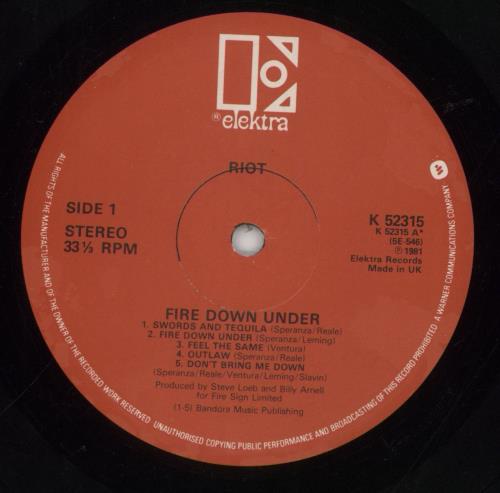 ® elektra
RIOT
SIDE 1
STEREO
33⅓ RPM
K 52315
K 52315 A*
(5E-546)
℗ 1981
Elektra Records
Made in UK
FIRE DOWN UNDER
1. SWORDS AND TEQUILA (Speranza/Reale)
2. FIRE DOWN UNDER (Speranza/Leming)
3. FEEL THE SAME (Ventura)
4. OUTLAW (Speranza/Reale)
5. DON'T BRING ME DOWN
(Speranza/Reale/Ventura/Leming/Slavin)
Produced by Steve Loeb and Billy Arnell
for Fire Sign Limited
(1-5) Bandora Music Publishing
ALL RIGHTS OF THE MANUFACTURER AND OF THE OWNER OF THE RECORDED WORK RESERVED UNAUTHORISED COPYING PUBLIC PERFORMANCE AND BROADCASTING OF THIS RECORD PROHIBITED A WARNER COMMUNICATIONS COMPANY